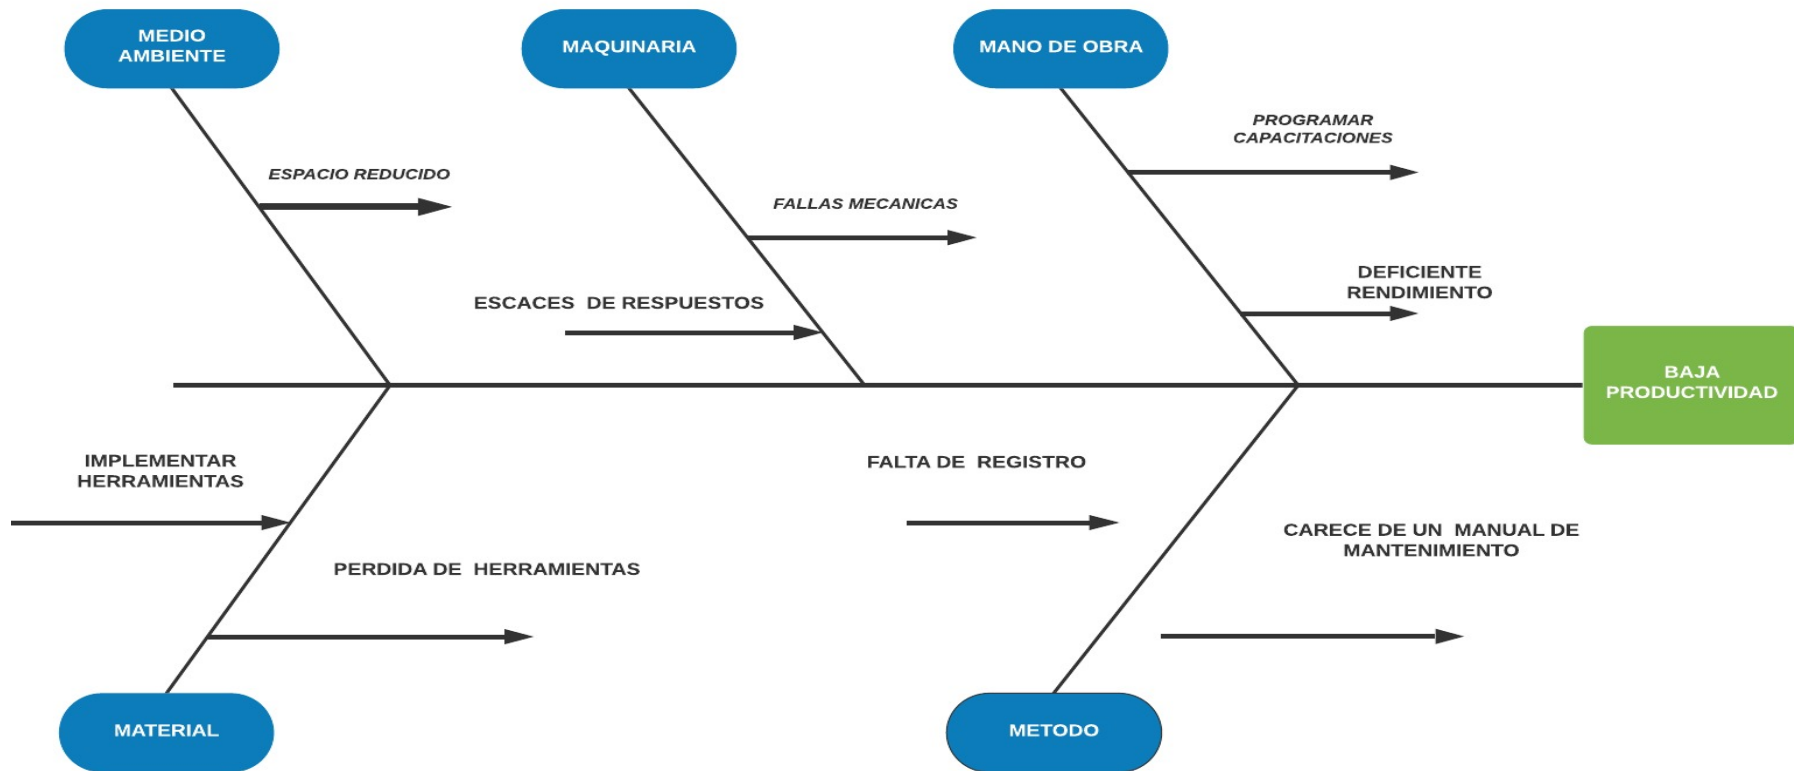 MEDIO
AMBIENTE
MAQUINARIA
MANO DE OBRA
PROGRAMAR
CAPACITACIONES
ESPACIO REDUCIDO
FALLAS MECANICAS
DEFICIENTE
RENDIMIENTO
ESCACES DE RESPUESTOS
BAJA
PRODUCTIVIDAD
IMPLEMENTAR
HERRAMIENTAS
FALTA DE REGISTRO
CARECE DE UN MANUAL DE
MANTENIMIENTO
PERDIDA DE HERRAMIENTAS
MATERIAL
METODO